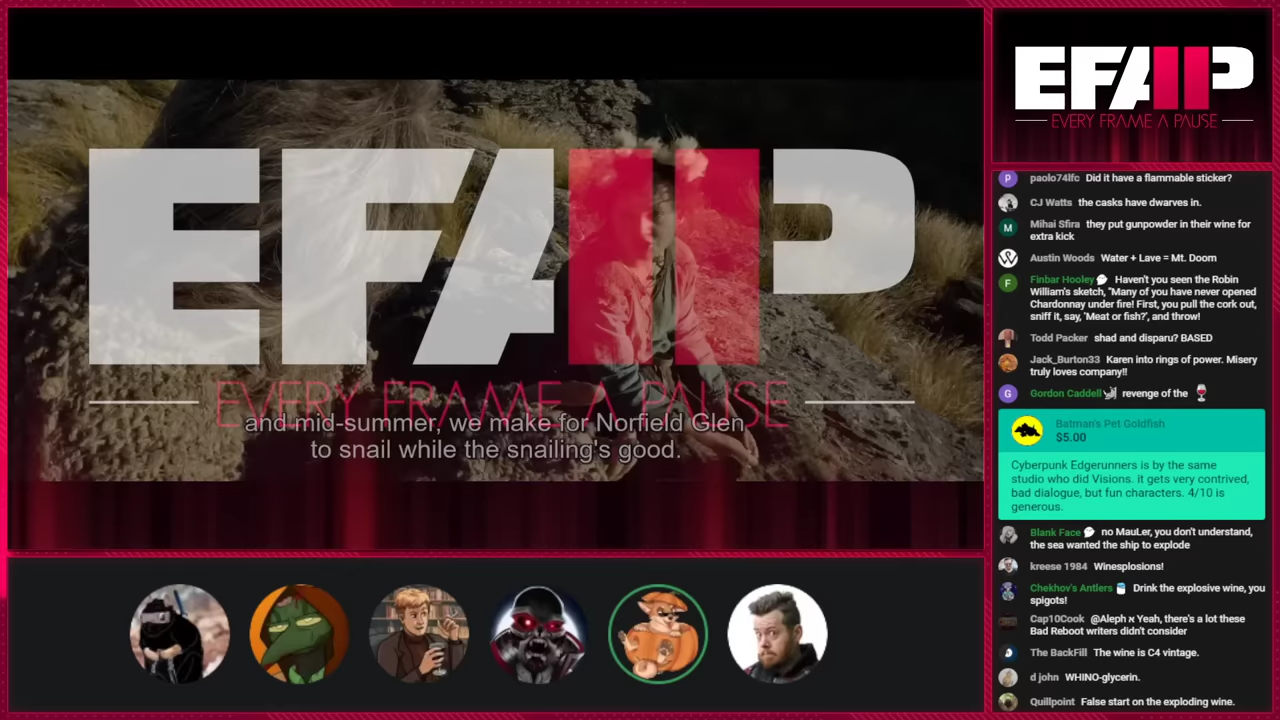 EFAP
EVERY FRAME A PAUSE
and mid-summer, we make for Norfield Glen
to snail while the snailing's good.
EFAP
EVERY FRAME A PAUSE
P
paolo74lfc Did it have a flammable sticker?
CJ Watts the casks have dwarves in.
M
Mihai Sfira they put gunpowder in their wine for
extra kick
Austin Woods Water + Lave = Mt. Doom
F
Finbar Hooley Haven't you seen the Robin
William's sketch, "Many of you have never opened
Chardonnay under fire! First, you pull the cork out,
sniff it, say, 'Meat or fish?', and throw!
Todd Packer shad and disparu? BASED
Jack_Burton33 Karen into rings of power. Misery
truly loves company!!
G
Gordon Caddell revenge of the 🍷
Batman's Pet Goldfish
$5.00
Cyberpunk Edgerunners is by the same
studio who did Visions. it gets very contrived,
bad dialogue, but fun characters. 4/10 is
generous.
Blank Face no MauLer, you don't understand,
the sea wanted the ship to explode
kreese 1984 Winesplosions!
Chekhov's Antlers Drink the explosive wine, you
spigots!
Cap10Cook @Aleph א Yeah, there's a lot these
Bad Reboot writers didn't consider
The BackFill The wine is C4 vintage.
d john WHINO-glycerin.
Quillpoint False start on the exploding wine.